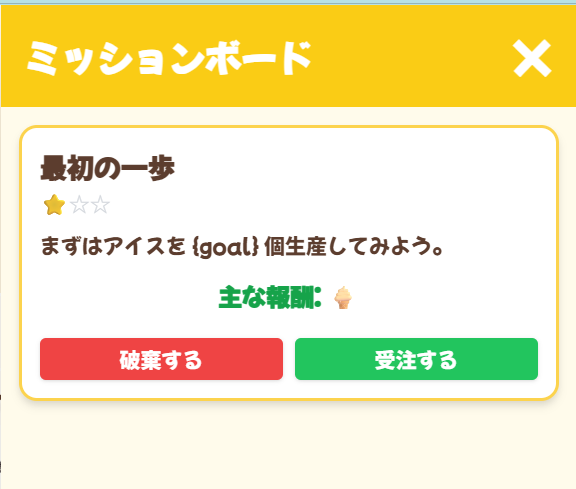 ミッションボード
最初の一歩
まずはアイスを {goal} 個生産してみよう。
主な報酬:
破棄する
受注する